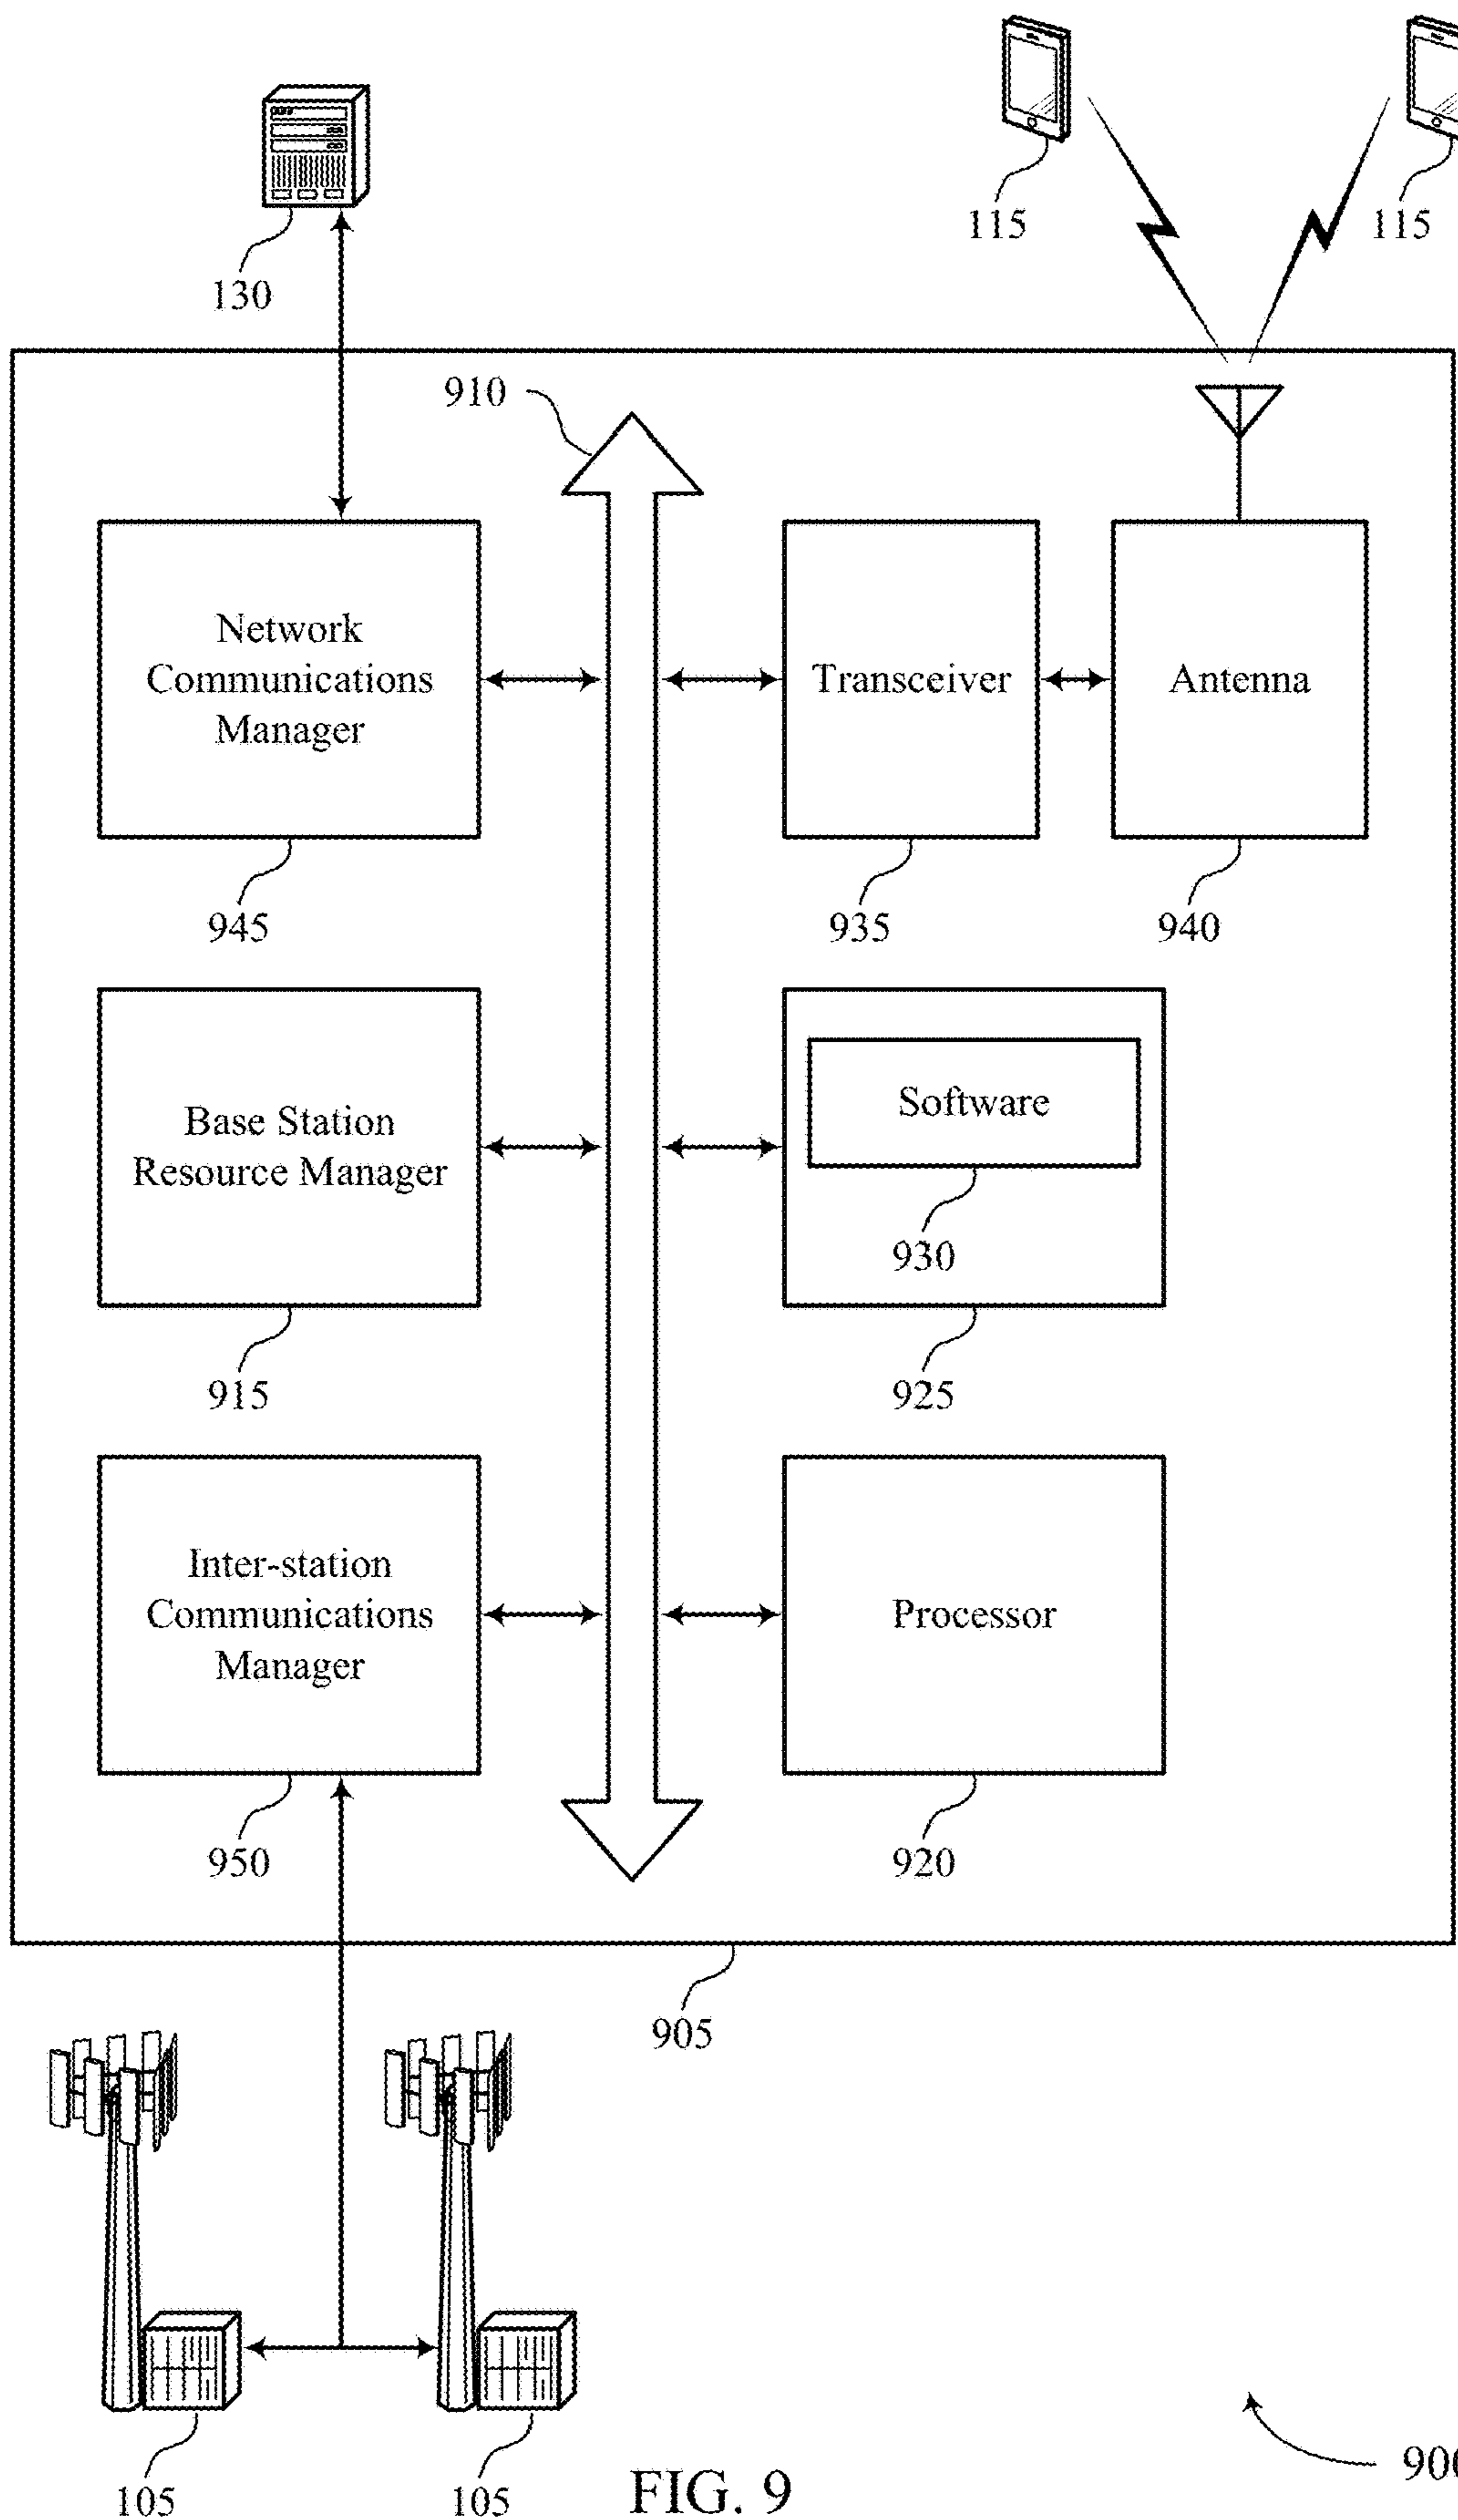 115
115
130
910
Network
Communications
Manager
Transceiver
Antenna
945
935
940
Base Station
Resource Manager
Software
930
915
925
Inter-station
Communications
Manager
Processor
950
920
905
105
105
FIG. 9
900